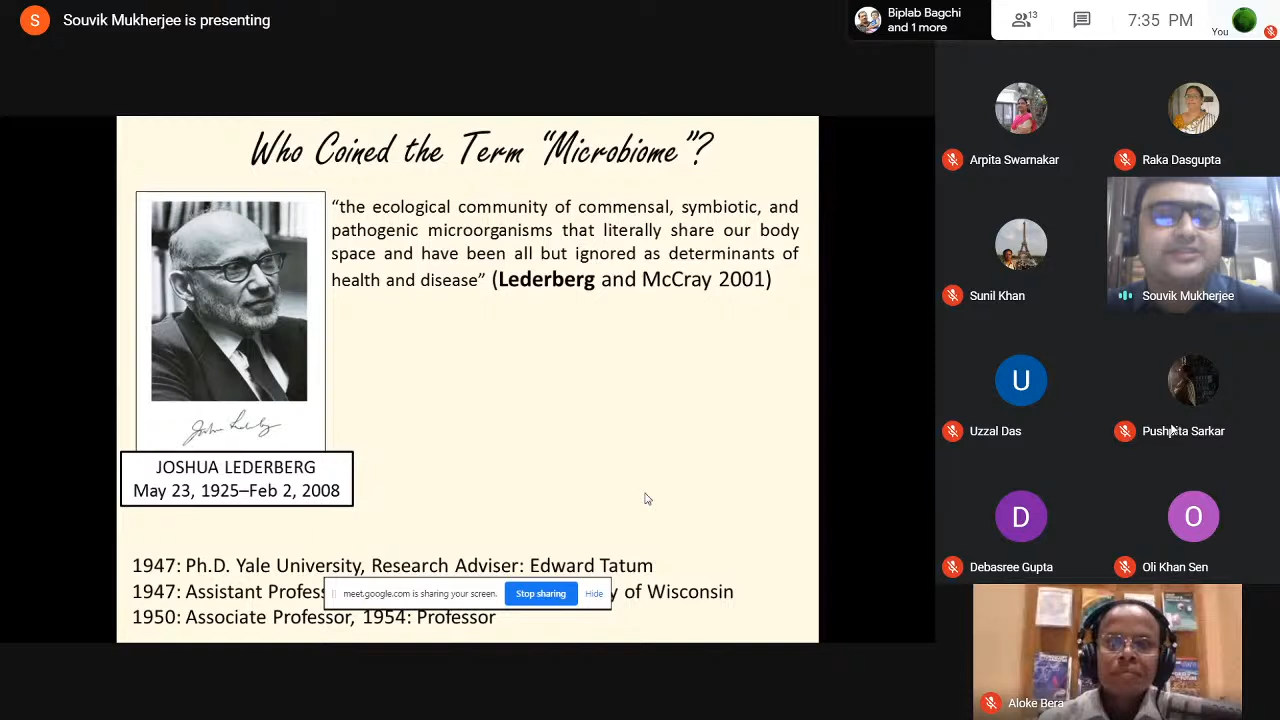 S
Souvik Mukherjee is presenting
Biplab Bagchi
and 1 more
13
7:35 PM
You
Who Coined the Term “Microbiome”?
“the ecological community of commensal, symbiotic, and
pathogenic microorganisms that literally share our body
space and have been all but ignored as determinants of
health and disease” (Lederberg and McCray 2001)
JOSHUA LEDERBERG
May 23, 1925–Feb 2, 2008
1947: Ph.D. Yale University, Research Adviser: Edward Tatum
1947: Assistant Profess
y of Wisconsin
meet.google.com is sharing your screen.
Stop sharing
Hide
1950: Associate Professor, 1954: Professor
Arpita Swarnakar
Raka Dasgupta
Sunil Khan
Souvik Mukherjee
U
Uzzal Das
Pushpita Sarkar
D
Debasree Gupta
O
Oli Khan Sen
Aloke Bera